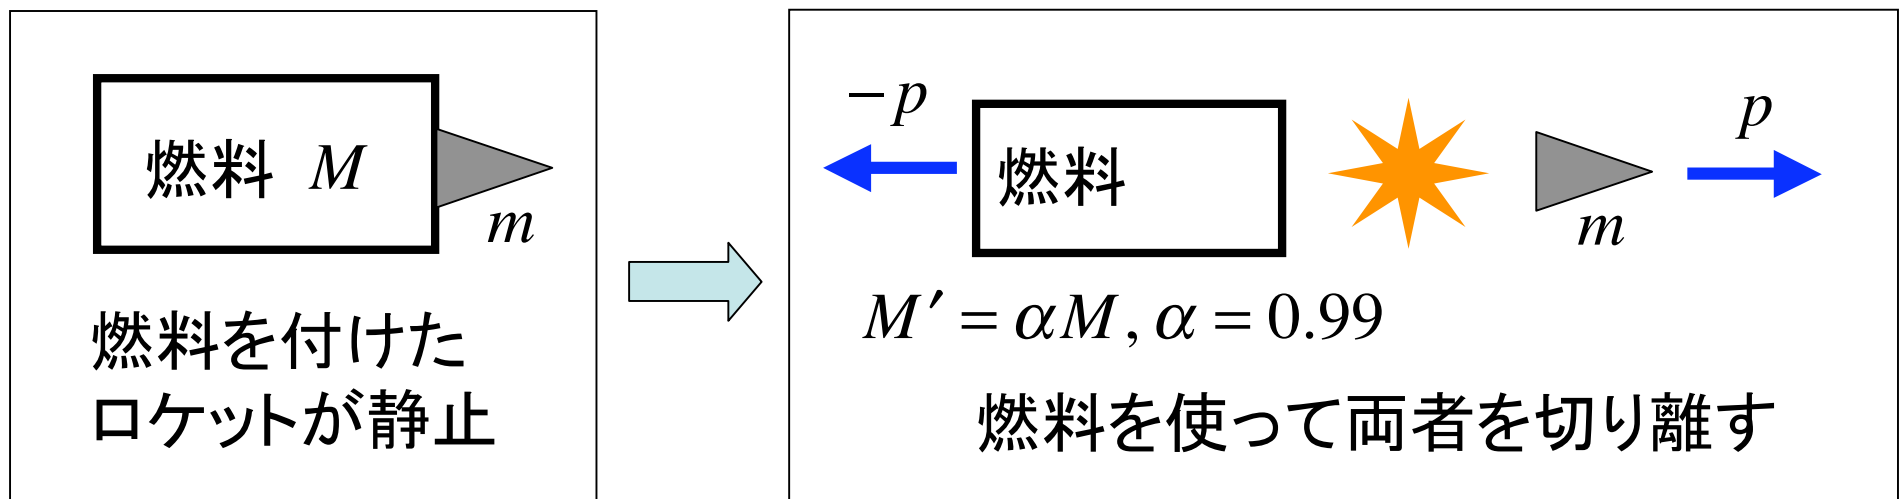 燃料 M
m
燃料を付けた
ロケットが静止
−p
燃料
p
m
M′ = αM, α = 0.99
燃料を使って両者を切り離す